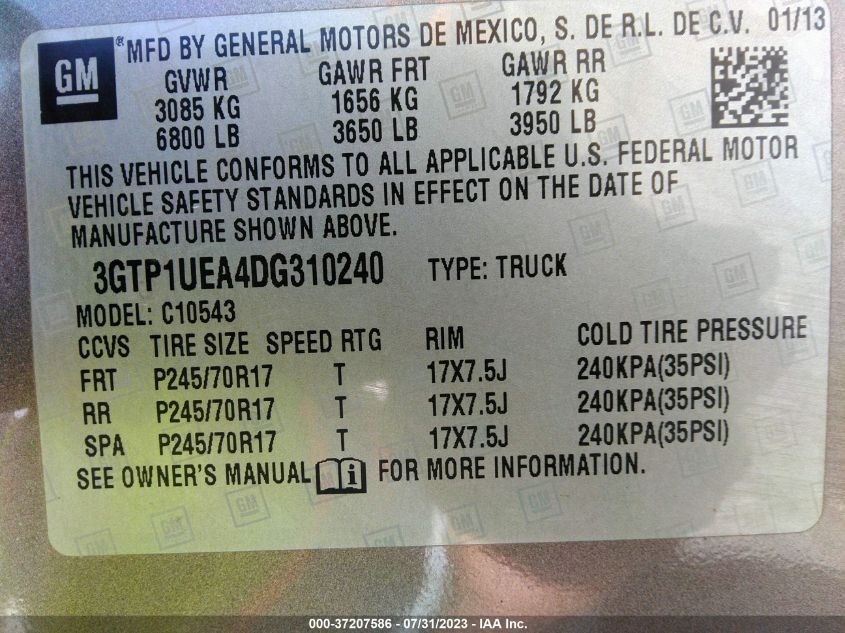 GM ® MFD BY GENERAL MOTORS DE MEXICO, S. DE R.L. DE C.V. 01/13
GVWR GAWR FRT GAWR RR
3085 KG 1656 KG 1792 KG
6800 LB 3650 LB 3950 LB
THIS VEHICLE CONFORMS TO ALL APPLICABLE U.S. FEDERAL MOTOR
VEHICLE SAFETY STANDARDS IN EFFECT ON THE DATE OF
MANUFACTURE SHOWN ABOVE.
3GTP1UEA4DG310240 TYPE: TRUCK
MODEL: C10543
CCVS TIRE SIZE SPEED RTG RIM COLD TIRE PRESSURE
FRT P245/70R17 T 17X7.5J 240KPA(35PSI)
RR P245/70R17 T 17X7.5J 240KPA(35PSI)
SPA P245/70R17 T 17X7.5J 240KPA(35PSI)
SEE OWNER'S MANUAL i FOR MORE INFORMATION.
000-37207586 - 07/31/2023 - IAA Inc.